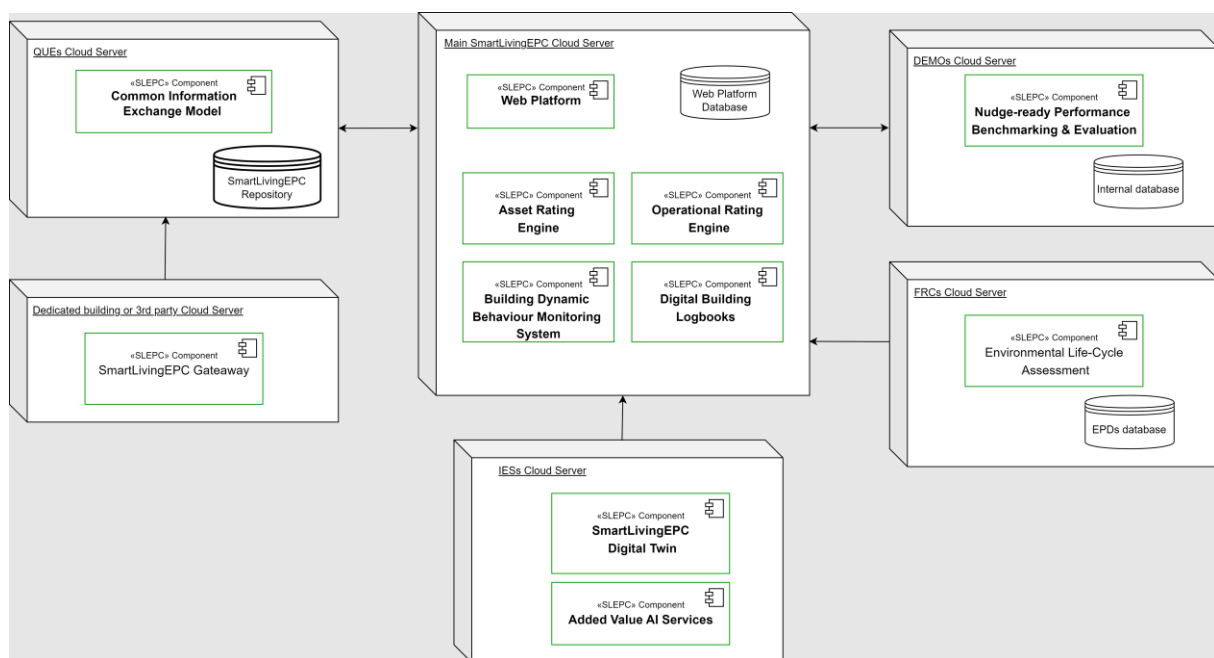 QUEs Cloud Server
«SLEPC» Component
Common Information
Exchange Model
SmartLivingEPC
Repository
Main SmartLivingEPC Cloud Server
«SLEPC» Component
Web Platform
Web Platform
Database
«SLEPC» Component
Asset Rating
Engine
«SLEPC» Component
Operational Rating
Engine
«SLEPC» Component
Building Dynamic
Behaviour Monitoring
System
«SLEPC» Component
Digital Building
Logbooks
DEMOs Cloud Server
«SLEPC» Component
Nudge-ready Performance
Benchmarking & Evaluation
Internal database
Dedicated building or 3rd party Cloud Server
«SLEPC» Component
SmartLivingEPC Gateaway
FRCs Cloud Server
«SLEPC» Component
Environmental Life-Cycle
Assessment
EPDs database
IESs Cloud Server
«SLEPC» Component
SmartLivingEPC
Digital Twin
«SLEPC» Component
Added Value AI Services